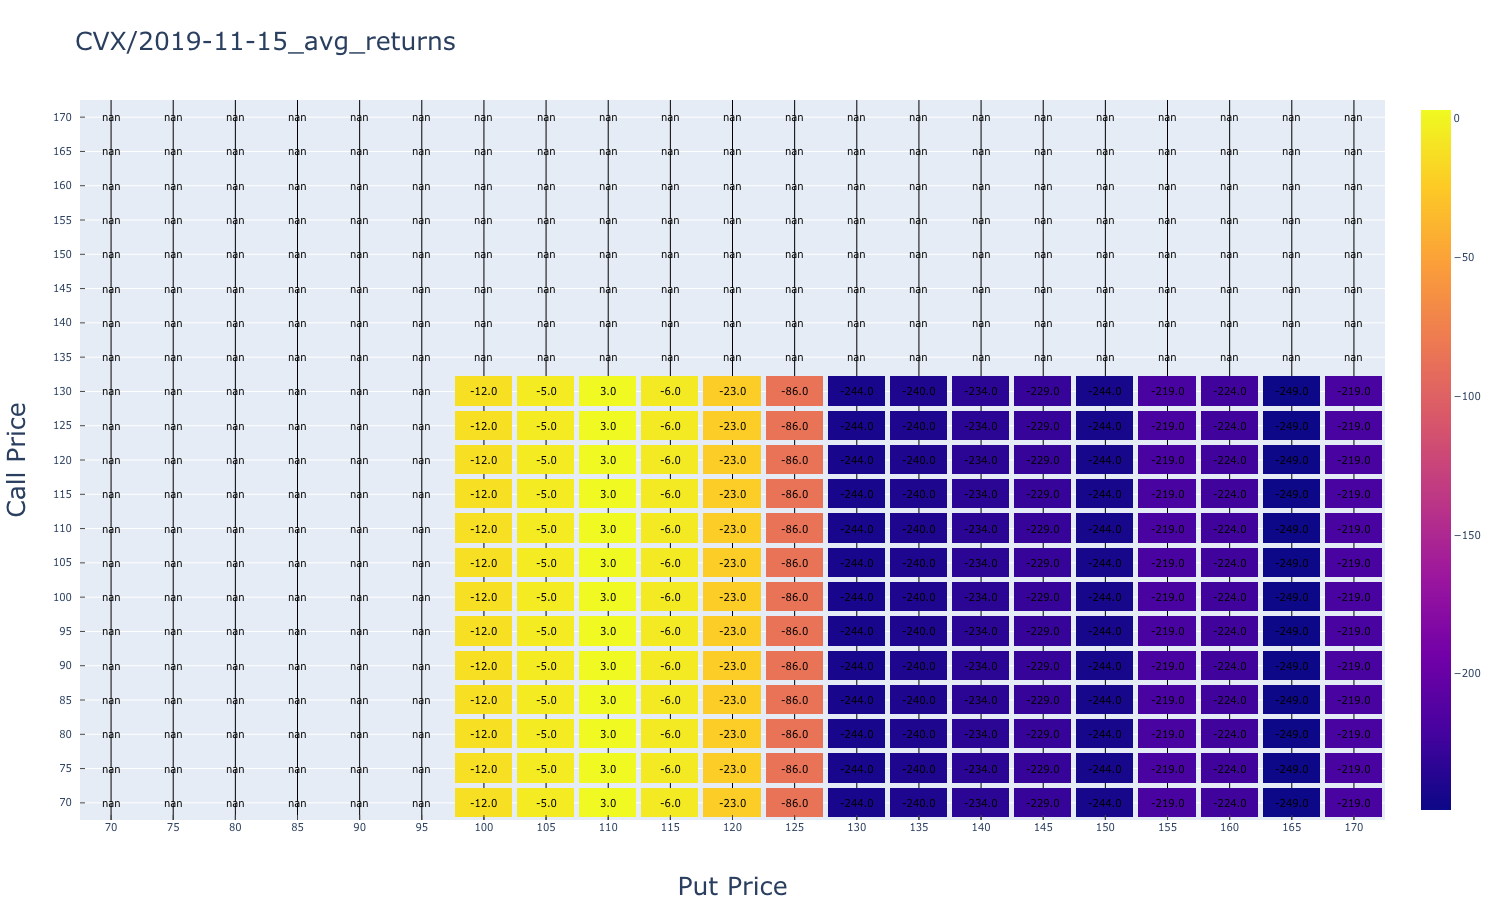 CVX/2019-11-15_avg_returns
170 nan nan nan nan nan nan nan nan nan nan nan nan nan nan nan nan nan nan nan nan nan 0
165 nan nan nan nan nan nan nan nan nan nan nan nan nan nan nan nan nan nan nan nan nan
160 nan nan nan nan nan nan nan nan nan nan nan nan nan nan nan nan nan nan nan nan nan
155 nan nan nan nan nan nan nan nan nan nan nan nan nan nan nan nan nan nan nan nan nan
150 nan nan nan nan nan nan nan nan nan nan nan nan nan nan nan nan nan nan nan nan nan −50
145 nan nan nan nan nan nan nan nan nan nan nan nan nan nan nan nan nan nan nan nan nan
140 nan nan nan nan nan nan nan nan nan nan nan nan nan nan nan nan nan nan nan nan nan
135 nan nan nan nan nan nan nan nan nan nan nan nan nan nan nan nan nan nan nan nan nan
130 nan nan nan nan nan nan -12.0 -5.0 3.0 -6.0 -23.0 -86.0 -244.0 -240.0 -234.0 -229.0 -244.0 -219.0 -224.0 -249.0 -219.0 −100
125 nan nan nan nan nan nan -12.0 -5.0 3.0 -6.0 -23.0 -86.0 -244.0 -240.0 -234.0 -229.0 -244.0 -219.0 -224.0 -249.0 -219.0
120 nan nan nan nan nan nan -12.0 -5.0 3.0 -6.0 -23.0 -86.0 -244.0 -240.0 -234.0 -229.0 -244.0 -219.0 -224.0 -249.0 -219.0
115 nan nan nan nan nan nan -12.0 -5.0 3.0 -6.0 -23.0 -86.0 -244.0 -240.0 -234.0 -229.0 -244.0 -219.0 -224.0 -249.0 -219.0
110 nan nan nan nan nan nan -12.0 -5.0 3.0 -6.0 -23.0 -86.0 -244.0 -240.0 -234.0 -229.0 -244.0 -219.0 -224.0 -249.0 -219.0 −150
105 nan nan nan nan nan nan -12.0 -5.0 3.0 -6.0 -23.0 -86.0 -244.0 -240.0 -234.0 -229.0 -244.0 -219.0 -224.0 -249.0 -219.0
100 nan nan nan nan nan nan -12.0 -5.0 3.0 -6.0 -23.0 -86.0 -244.0 -240.0 -234.0 -229.0 -244.0 -219.0 -224.0 -249.0 -219.0
95 nan nan nan nan nan nan -12.0 -5.0 3.0 -6.0 -23.0 -86.0 -244.0 -240.0 -234.0 -229.0 -244.0 -219.0 -224.0 -249.0 -219.0
90 nan nan nan nan nan nan -12.0 -5.0 3.0 -6.0 -23.0 -86.0 -244.0 -240.0 -234.0 -229.0 -244.0 -219.0 -224.0 -249.0 -219.0 −200
85 nan nan nan nan nan nan -12.0 -5.0 3.0 -6.0 -23.0 -86.0 -244.0 -240.0 -234.0 -229.0 -244.0 -219.0 -224.0 -249.0 -219.0
80 nan nan nan nan nan nan -12.0 -5.0 3.0 -6.0 -23.0 -86.0 -244.0 -240.0 -234.0 -229.0 -244.0 -219.0 -224.0 -249.0 -219.0
75 nan nan nan nan nan nan -12.0 -5.0 3.0 -6.0 -23.0 -86.0 -244.0 -240.0 -234.0 -229.0 -244.0 -219.0 -224.0 -249.0 -219.0
70 nan nan nan nan nan nan -12.0 -5.0 3.0 -6.0 -23.0 -86.0 -244.0 -240.0 -234.0 -229.0 -244.0 -219.0 -224.0 -249.0 -219.0
70 75 80 85 90 95 100 105 110 115 120 125 130 135 140 145 150 155 160 165 170
Call Price
Put Price